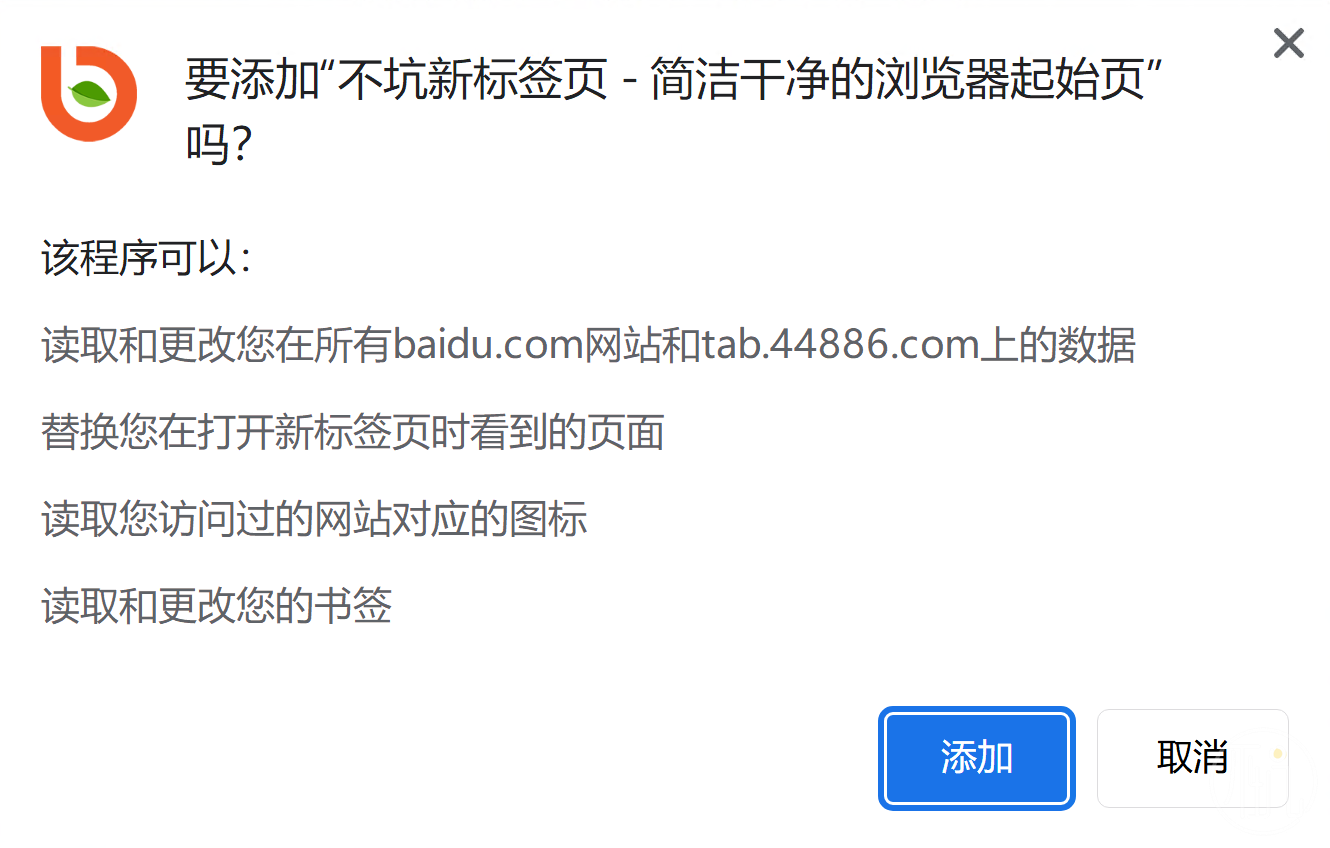 要添加“不坑新标签页 - 简洁干净的浏览器起始页”
吗？
该程序可以：
读取和更改您在所有baidu.com网站和tab.44886.com上的数据
替换您在打开新标签页时看到的页面
读取您访问过的网站对应的图标
读取和更改您的书签
添加
取消